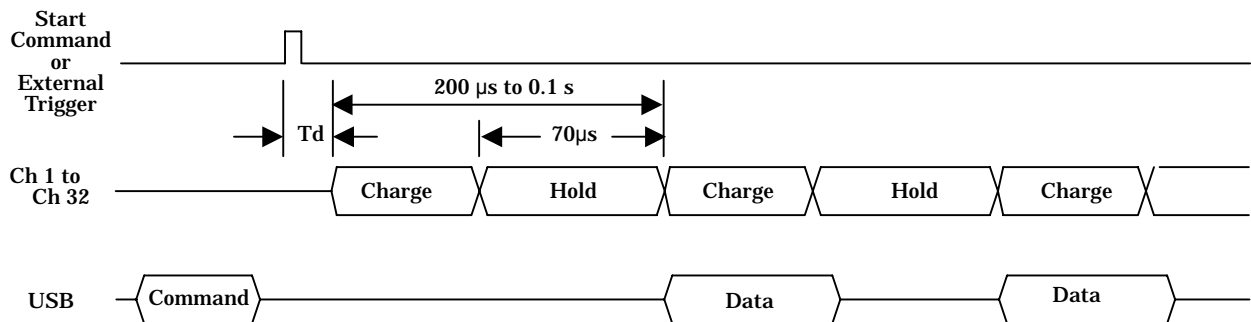 Start
Command
or
External
Trigger
200 µs to 0.1 s
Td
70µs
Ch 1 to
Ch 32
Charge
Hold
Charge
Hold
Charge
USB
Command
Data
Data